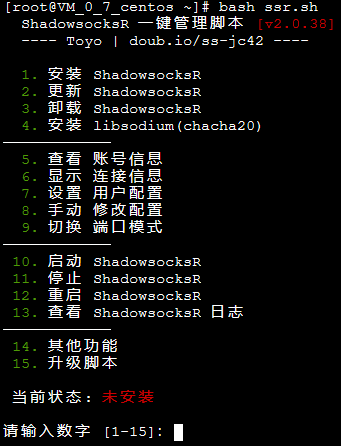 [root@VM_0_7_centos ~]# bash ssr.sh
ShadowsocksR 一键管理脚本 [v2.0.38]
---- Toyo | doub.io/ss-jc42 ----
1. 安装 ShadowsocksR
2. 更新 ShadowsocksR
3. 卸载 ShadowsocksR
4. 安装 libsodium(chacha20)
5. 查看 账号信息
6. 显示 连接信息
7. 设置 用户配置
8. 手动 修改配置
9. 切换 端口模式
10. 启动 ShadowsocksR
11. 停止 ShadowsocksR
12. 重启 ShadowsocksR
13. 查看 ShadowsocksR 日志
14. 其他功能
15. 升级脚本
当前状态: 未安装
请输入数字 [1-15]: